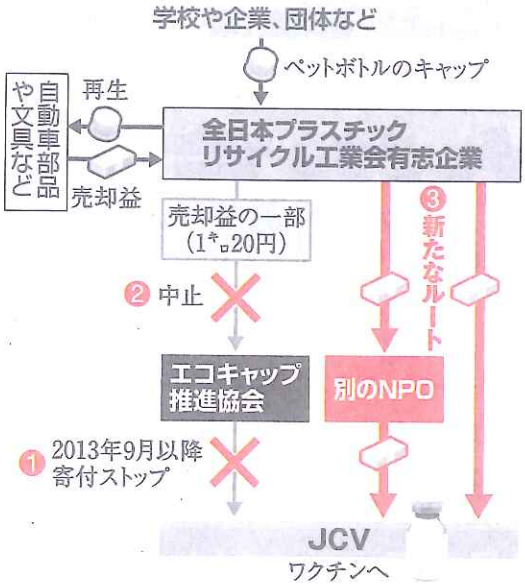 学校や企業、団体など
ペットボトルのキャップ
自動車部品
や文具など
再生
売却益
全日本プラスチック
リサイクル工業会有志企業
売却益の一部
(1㌔20円)
❸新たなルート
❷ 中止
エコキャップ
推進協会
別のNPO
❶ 2013年9月以降
寄付ストップ
JCV
ワクチンへ